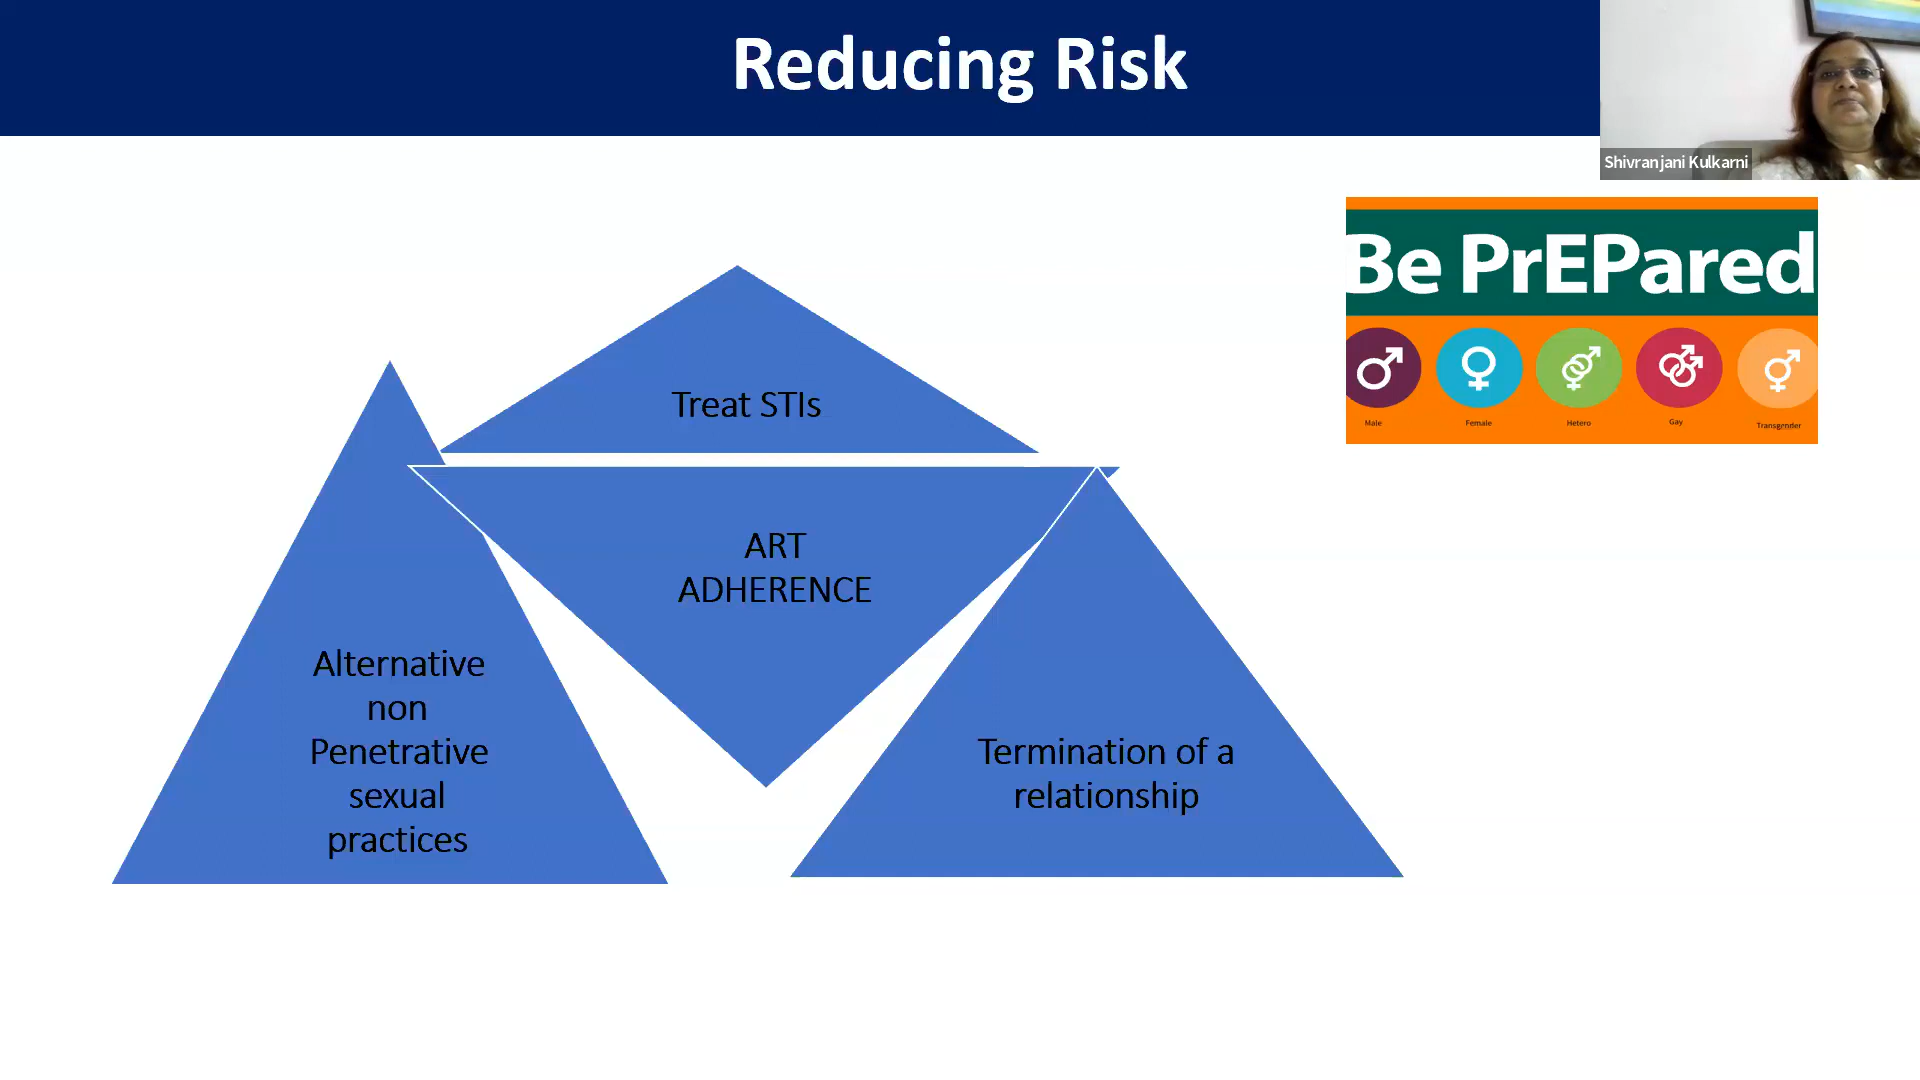 Reducing Risk
Shivranjani Kulkarni
Be PrEPared
Male
Female
Hetero
Gay
Transgender
Treat STIs
ART
ADHERENCE
Alternative
non
Penetrative
sexual
practices
Termination of a
relationship